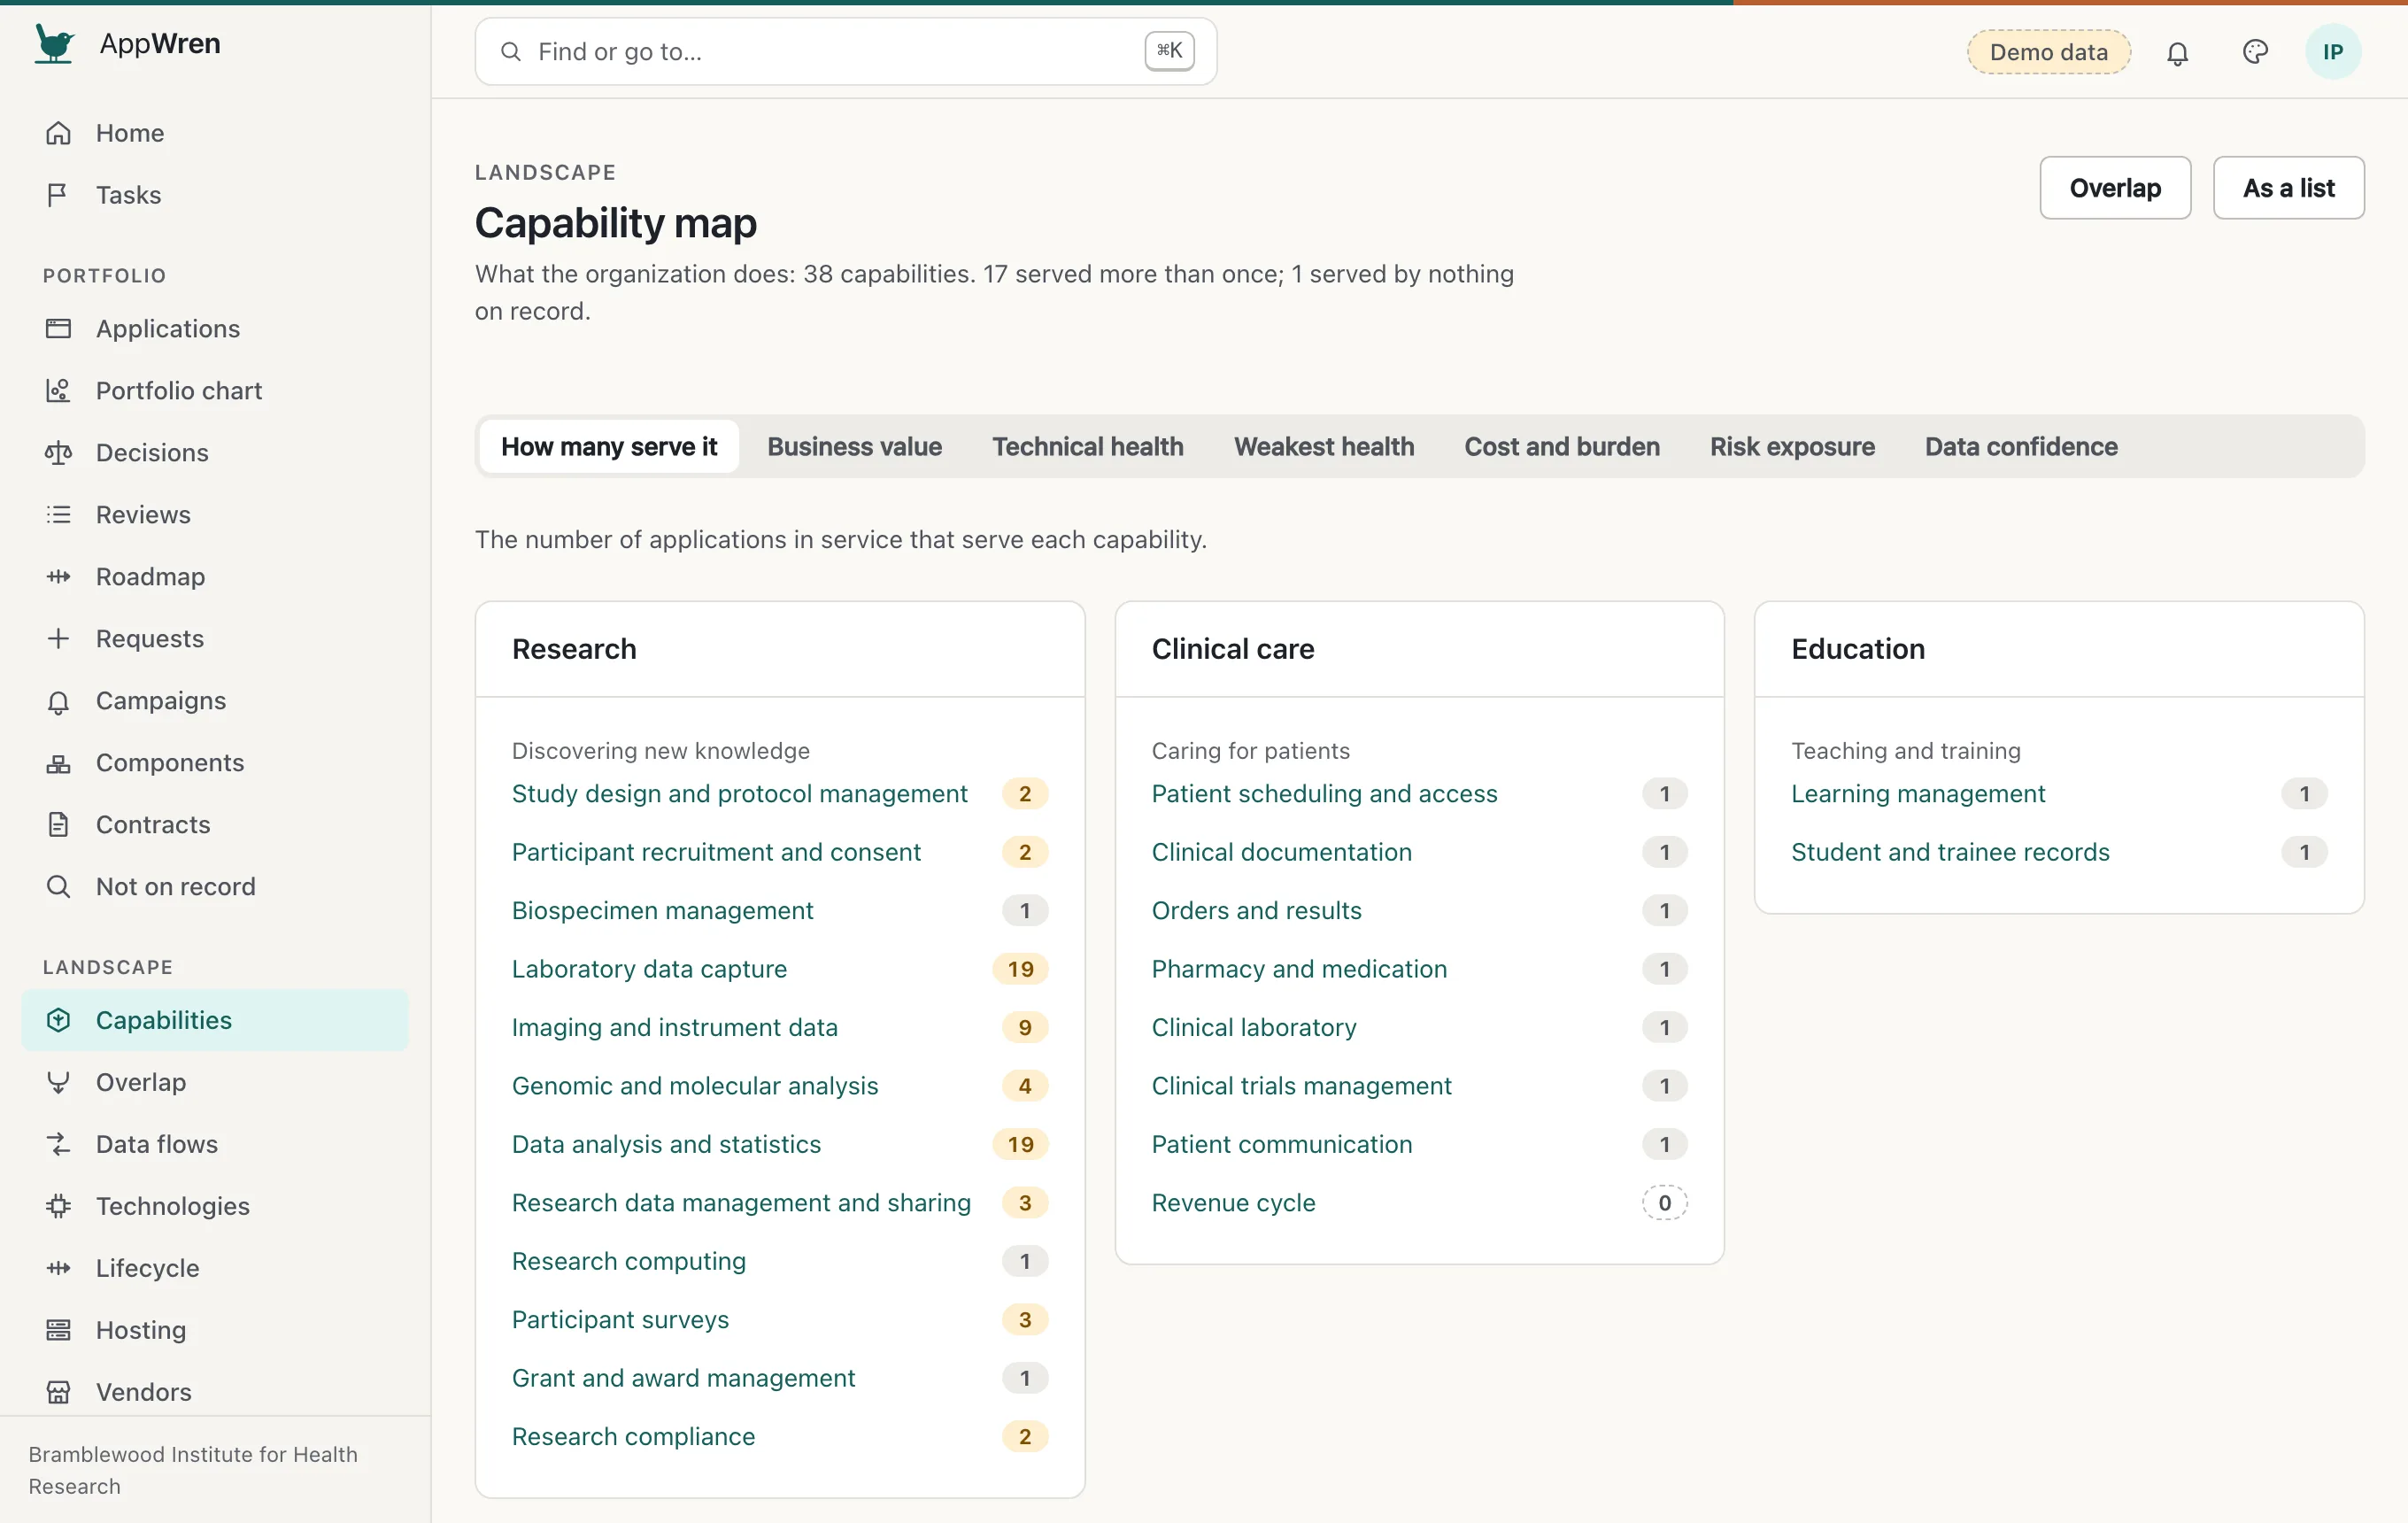 AppWren
Find or go to...
⌘K
Demo data
IP
Home
Tasks
PORTFOLIO
Applications
Portfolio chart
Decisions
Reviews
Roadmap
Requests
Campaigns
Components
Contracts
Not on record
LANDSCAPE
Capabilities
Overlap
Data flows
Technologies
Lifecycle
Hosting
Vendors
Bramblewood Institute for Health
Research
LANDSCAPE
Capability map
What the organization does: 38 capabilities. 17 served more than once; 1 served by nothing
on record.
Overlap
As a list
How many serve it
Business value
Technical health
Weakest health
Cost and burden
Risk exposure
Data confidence
The number of applications in service that serve each capability.
Research
Discovering new knowledge
Study design and protocol management 2
Participant recruitment and consent 2
Biospecimen management 1
Laboratory data capture 19
Imaging and instrument data 9
Genomic and molecular analysis 4
Data analysis and statistics 19
Research data management and sharing 3
Research computing 1
Participant surveys 3
Grant and award management 1
Research compliance 2
Clinical care
Caring for patients
Patient scheduling and access 1
Clinical documentation 1
Orders and results 1
Pharmacy and medication 1
Clinical laboratory 1
Clinical trials management 1
Patient communication 1
Revenue cycle 0
Education
Teaching and training
Learning management 1
Student and trainee records 1